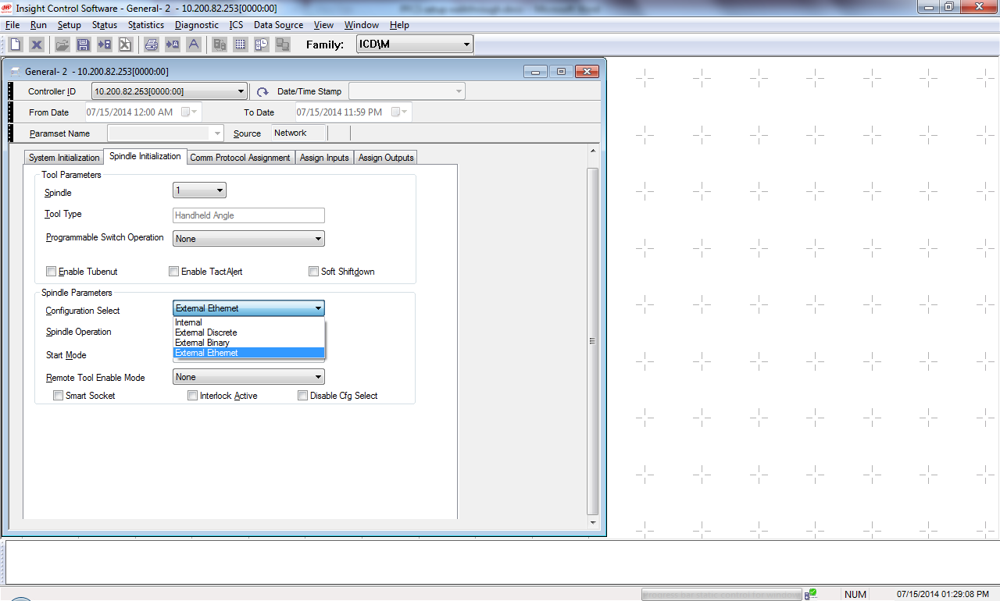 Insight Control Software - General- 2 - 10.200.82.253[0000:00]
File Run Setup Status Statistics Diagnostic ICS Data Source View Window Help
Family: ICD\M
General- 2 - 10.200.82.253[0000:00]
Controller ID 10.200.82.253[0000:00] Date/Time Stamp
From Date 07/15/2014 12:00 AM To Date 07/15/2014 11:59 PM
Paramset Name Source Network
System Initialization Spindle Initialization Comm Protocol Assignment Assign Inputs Assign Outputs
Tool Parameters
Spindle 1
Tool Type Handheld Angle
Programmable Switch Operation None
Enable Tubenut Enable TactAlert Soft Shiftdown
Spindle Parameters
Configuration Select External Ethernet
Internal
Spindle Operation External Discrete
External Binary
Start Mode External Ethernet
Remote Tool Enable Mode None
Smart Socket Interlock Active Disable Cfg Select
Progress bar static control for window
NUM 07/15/2014 01:29:08 PM